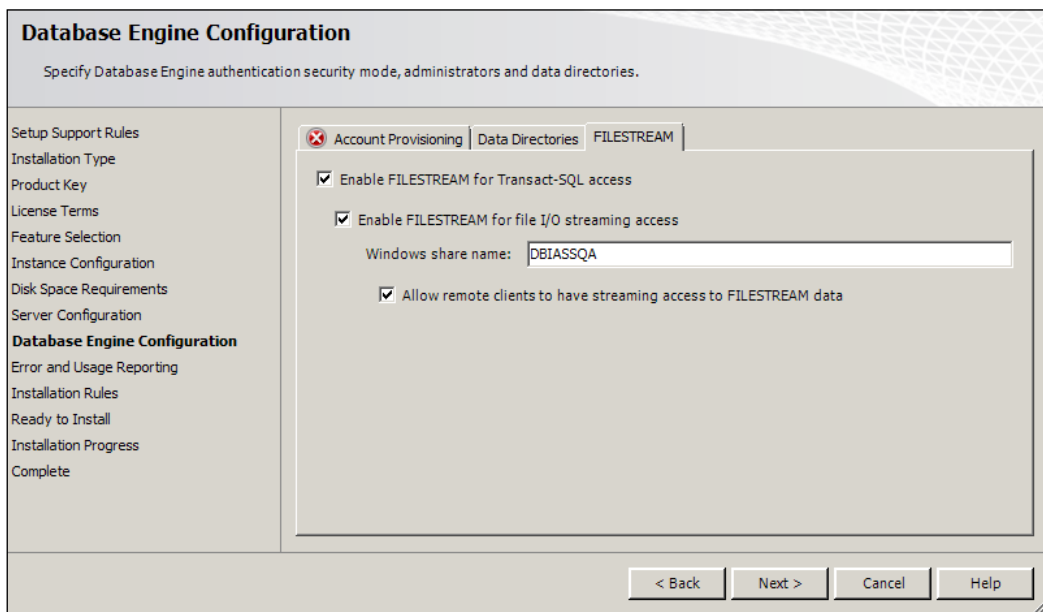 Database Engine Configuration
Specify Database Engine authentication security mode, administrators and data directories.
Setup Support Rules
Installation Type
Product Key
License Terms
Feature Selection
Instance Configuration
Disk Space Requirements
Server Configuration
Database Engine Configuration
Error and Usage Reporting
Installation Rules
Ready to Install
Installation Progress
Complete
Account Provisioning Data Directories FILESTREAM
Enable FILESTREAM for Transact-SQL access
Enable FILESTREAM for file I/O streaming access
Windows share name: DBIASSQA
Allow remote clients to have streaming access to FILESTREAM data
< Back Next > Cancel Help